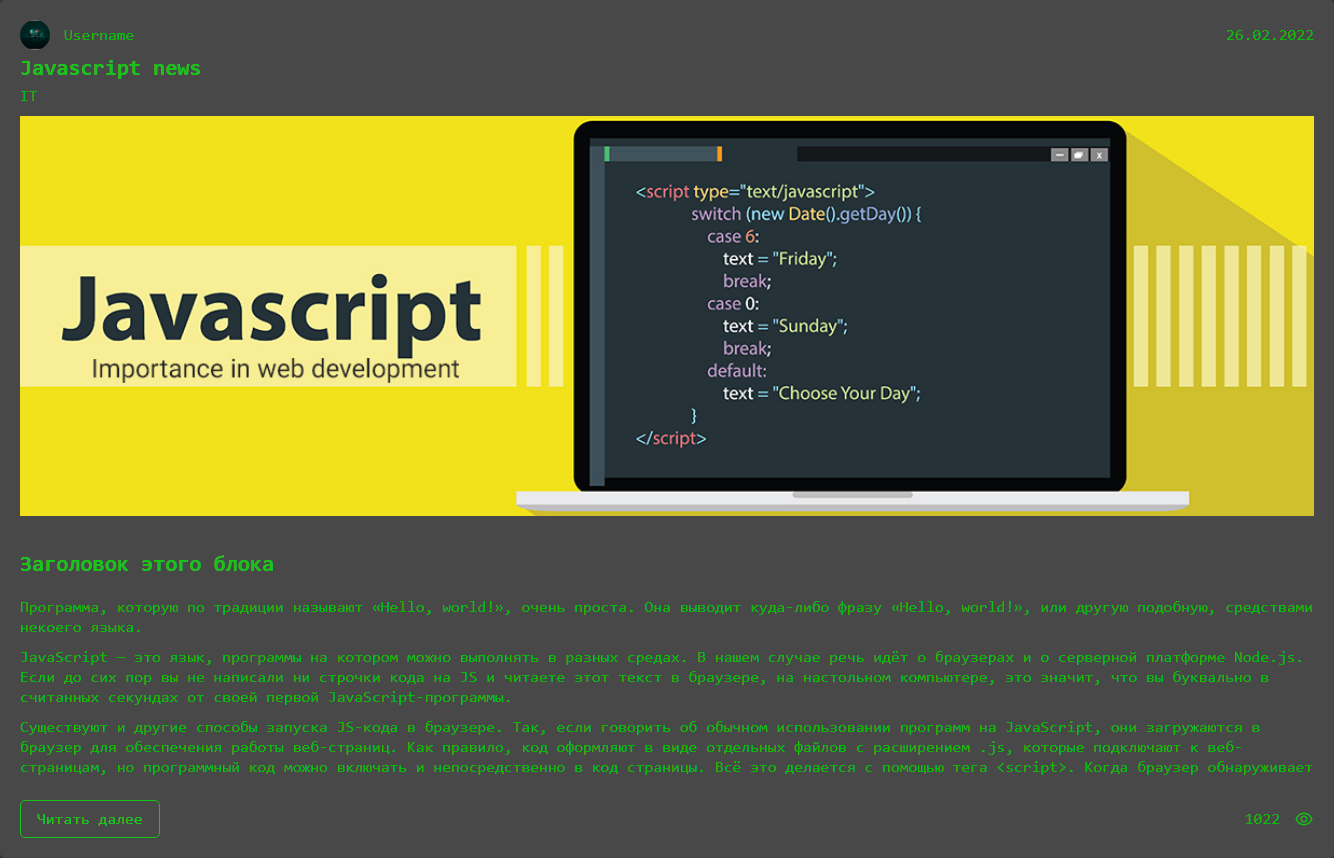 Username
26.02.2022
Javascript news
IT
<script type="text/javascript">
switch (new Date().getDay()) {
case 6:
text = "Friday";
break;
case 0:
text = "Sunday";
break;
default:
text = "Choose Your Day";
}
</script>
Javascript
Importance in web development
Заголовок этого блока
Программа, которую по традиции называют «Hello, world!», очень проста. Она выводит куда-либо фразу «Hello, world!», или другую подобную, средствами
некоего языка.
JavaScript — это язык, программы на котором можно выполнять в разных средах. В нашем случае речь идёт о браузерах и о серверной платформе Node.js.
Если до сих пор вы не написали ни строчки кода на JS и читаете этот текст в браузере, на настольном компьютере, это значит, что вы буквально в
считанных секундах от своей первой JavaScript-программы.
Существуют и другие способы запуска JS-кода в браузере. Так, если говорить об обычном использовании программ на JavaScript, они загружаются в
браузер для обеспечения работы веб-страниц. Как правило, код оформляют в виде отдельных файлов с расширением .js, которые подключают к веб-
страницам, но программный код можно включать и непосредственно в код страницы. Всё это делается с помощью тега <script>. Когда браузер обнаруживает
Читать далее
1022